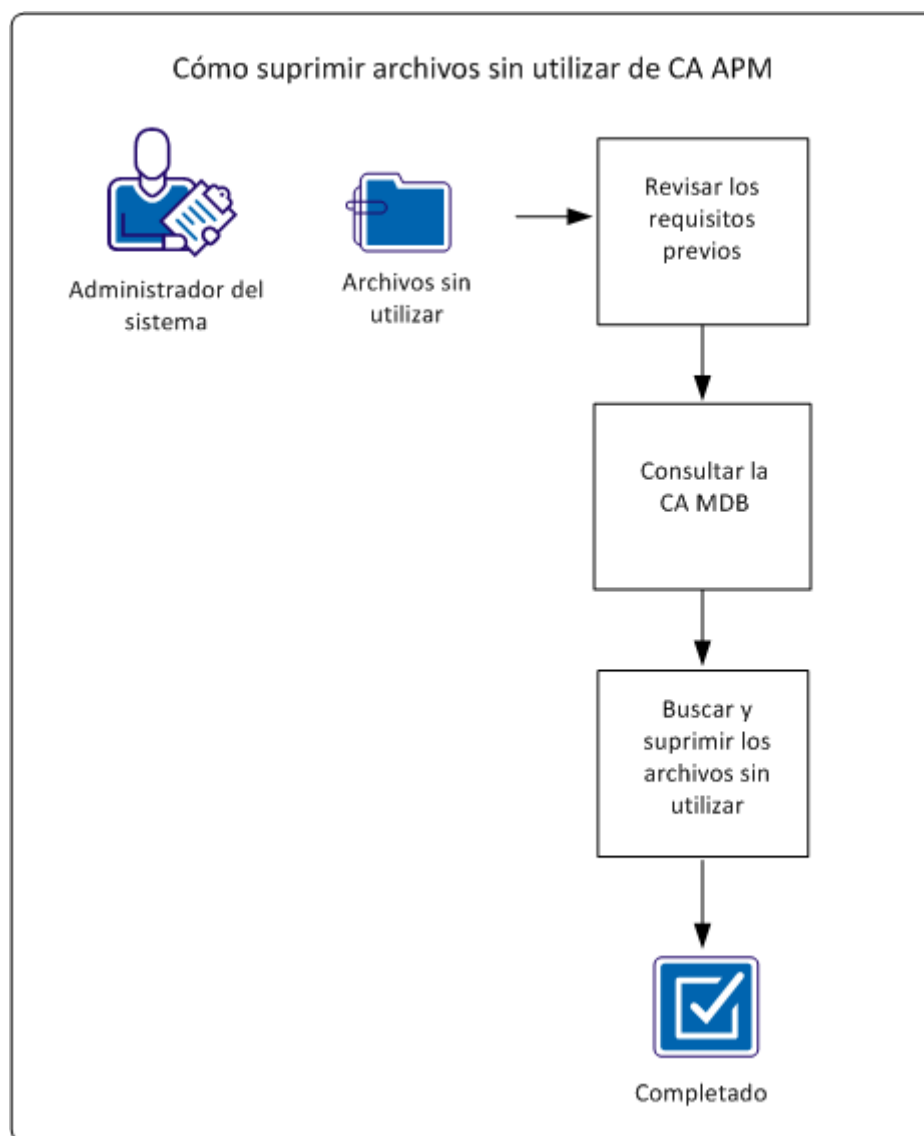 Cómo suprimir archivos sin utilizar de CA APM
Administrador del
sistema
Archivos sin
utilizar
Revisar los
requisitos
previos
Consultar la
CA MDB
Buscar y
suprimir los
archivos sin
utilizar
Completado